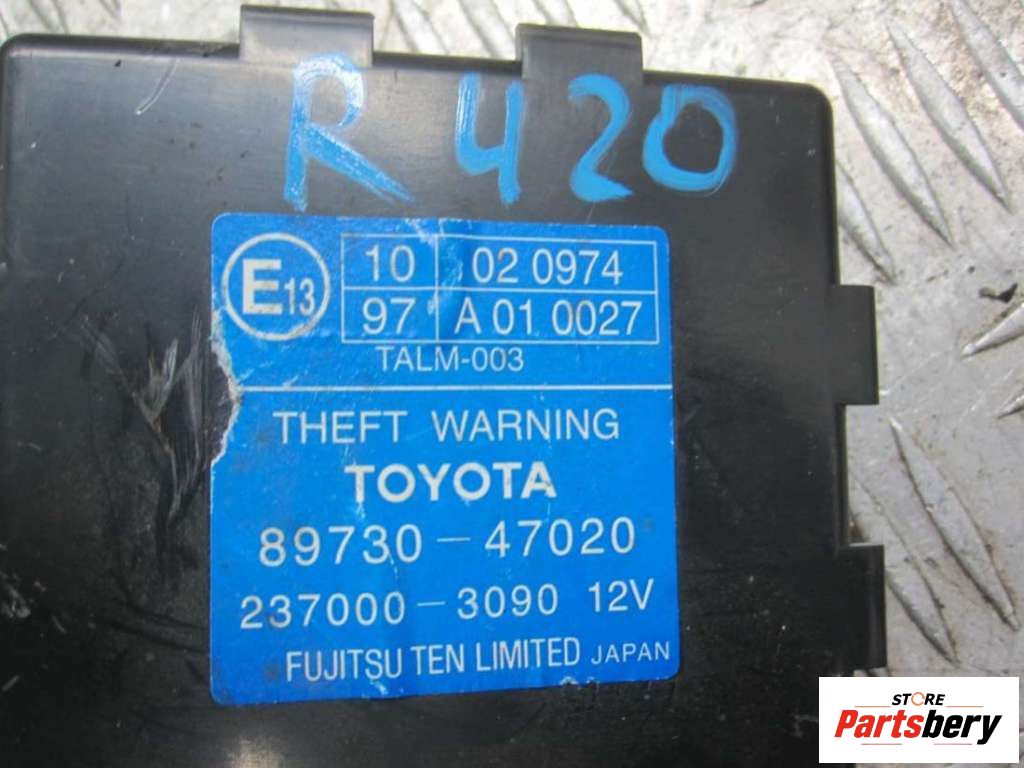 R 420
E13
10 02 0974
97 A 01 0027
TALM-003
THEFT WARNING
TOYOTA
89730-47020
237000-3090 12V
FUJITSU TEN LIMITED JAPAN
STORE
Partsbery